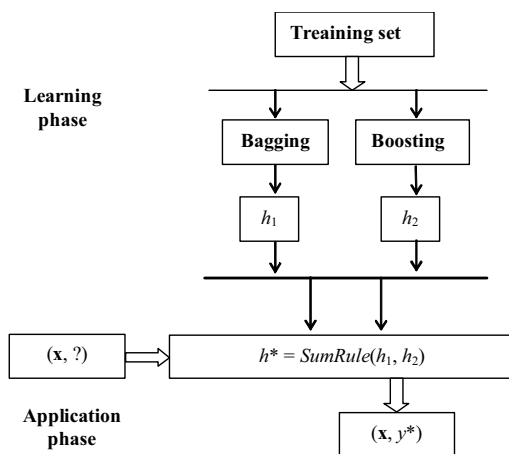 Treaining set
Learning
phase
Bagging
Boosting
h1
h2
(x, ?)
h* = SumRule(h1, h2)
Application
phase
(x, y*)